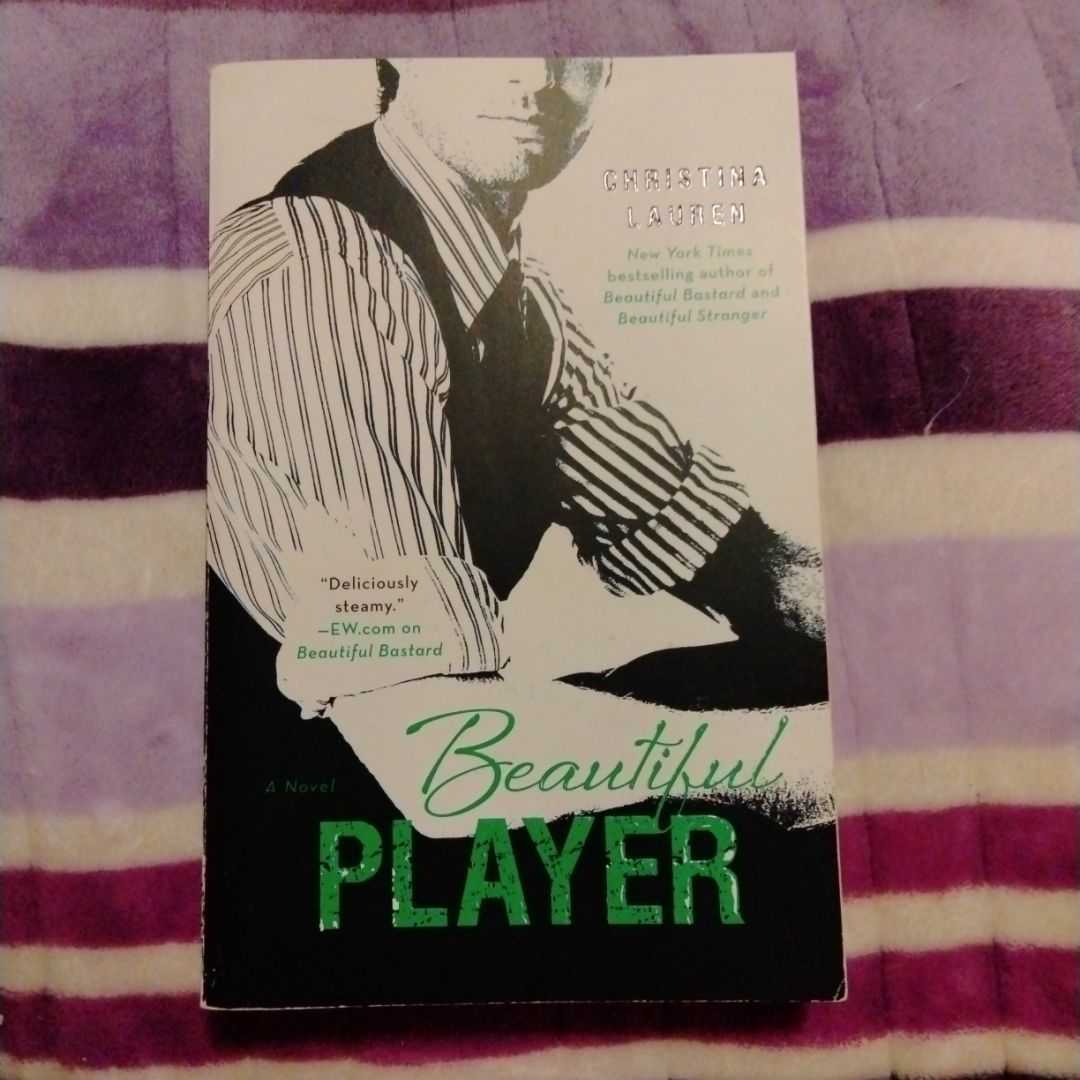 CHRISTINA
LAUREN
New York Times
bestselling author of
Beautiful Bastard and
Beautiful Stranger
“Deliciously
steamy.”
—EW.com on
Beautiful Bastard
Beautiful
A Novel
PLAYER